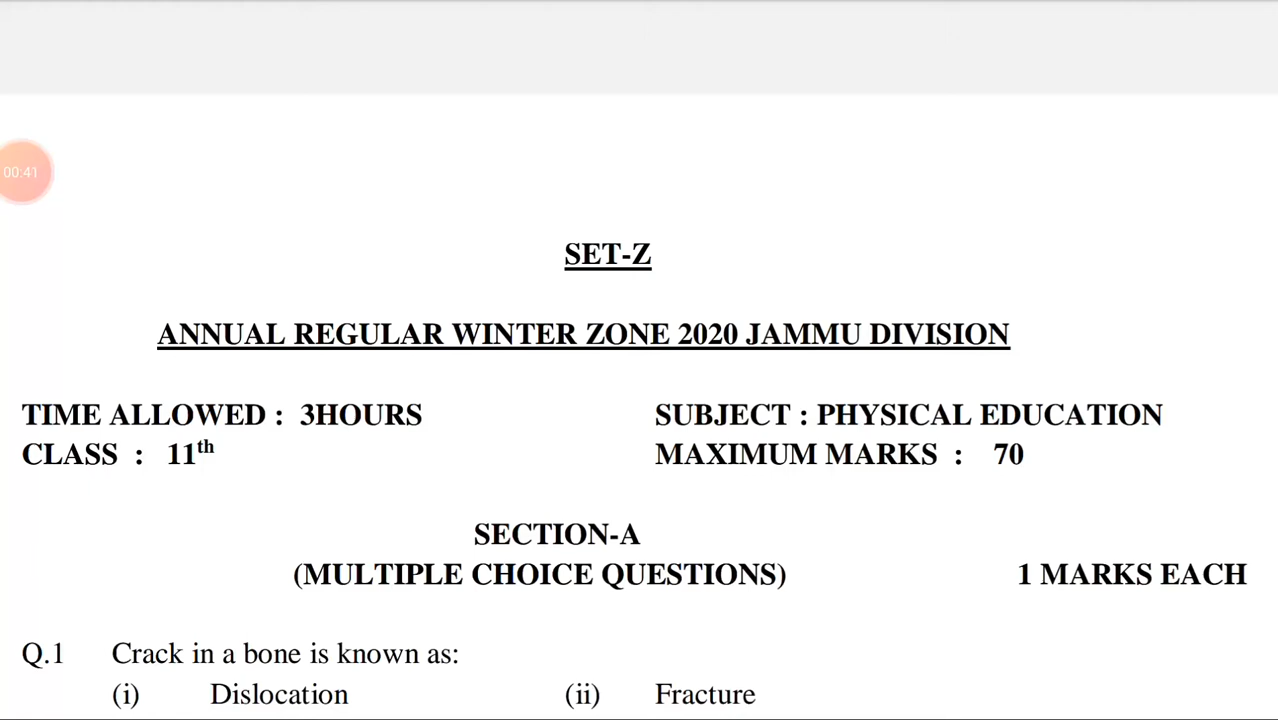 00:41
SET-Z
ANNUAL REGULAR WINTER ZONE 2020 JAMMU DIVISION
TIME ALLOWED : 3HOURS SUBJECT : PHYSICAL EDUCATION
CLASS : 11th MAXIMUM MARKS : 70
SECTION-A
(MULTIPLE CHOICE QUESTIONS) 1 MARKS EACH
Q.1 Crack in a bone is known as:
(i) Dislocation (ii) Fracture